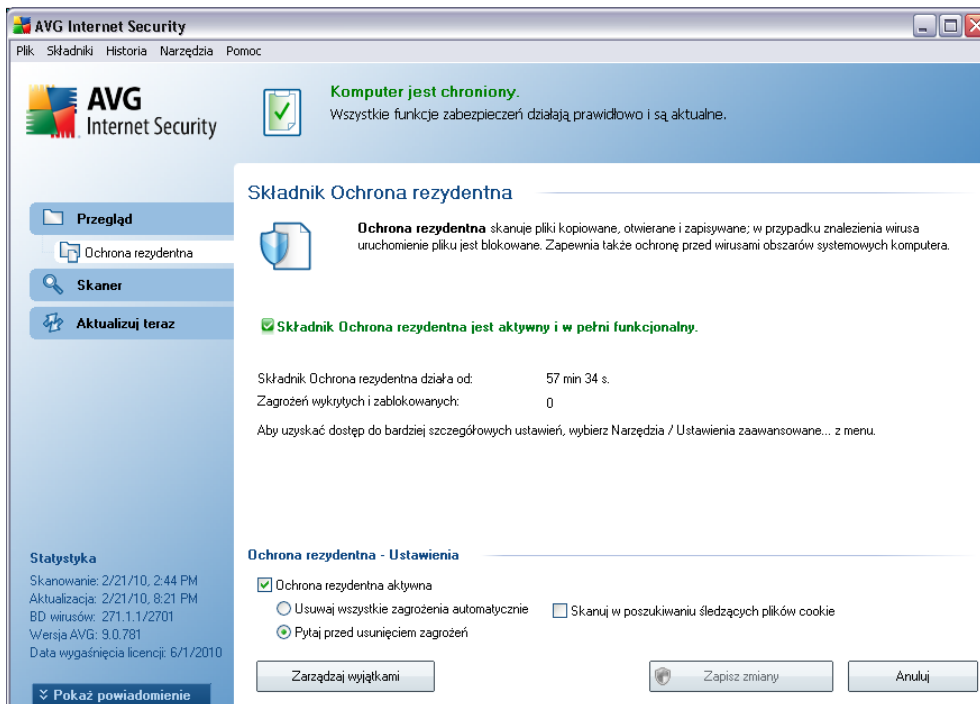 AVG Internet Security
Plik Składniki Historia Narzędzia Pomoc
AVG
Internet Security
Komputer jest chroniony.
Wszystkie funkcje zabezpieczeń działają prawidłowo i są aktualne.
Przegląd
Ochrona rezydentna
Skaner
Aktualizuj teraz
Składnik Ochrona rezydentna
Ochrona rezydentna skanuje pliki kopiowane, otwierane i zapisywane; w przypadku znalezienia wirusa
uruchomienie pliku jest blokowane. Zapewnia także ochronę przed wirusami obszarów systemowych komputera.
Składnik Ochrona rezydentna jest aktywny i w pełni funkcjonalny.
Składnik Ochrona rezydentna działa od: 57 min 34 s.
Zagrożeń wykrytych i zablokowanych: 0
Aby uzyskać dostęp do bardziej szczegółowych ustawień, wybierz Narzędzia / Ustawienia zaawansowane... z menu.
Ochrona rezydentna - Ustawienia
Ochrona rezydentna aktywna
Usuwaj wszystkie zagrożenia automatycznie
Skanuj w poszukiwaniu śledzących plików cookie
Pytaj przed usunięciem zagrożeń
Zarządzaj wyjątkami
Zapisz zmiany
Anuluj
Statystyka
Skanowanie: 2/21/10, 2:44 PM
Aktualizacja: 2/21/10, 8:21 PM
BD wirusów: 271.1.1/2701
Wersja AVG: 9.0.781
Data wygaśnięcia licencji: 6/1/2010
Pokaż powiadomienie